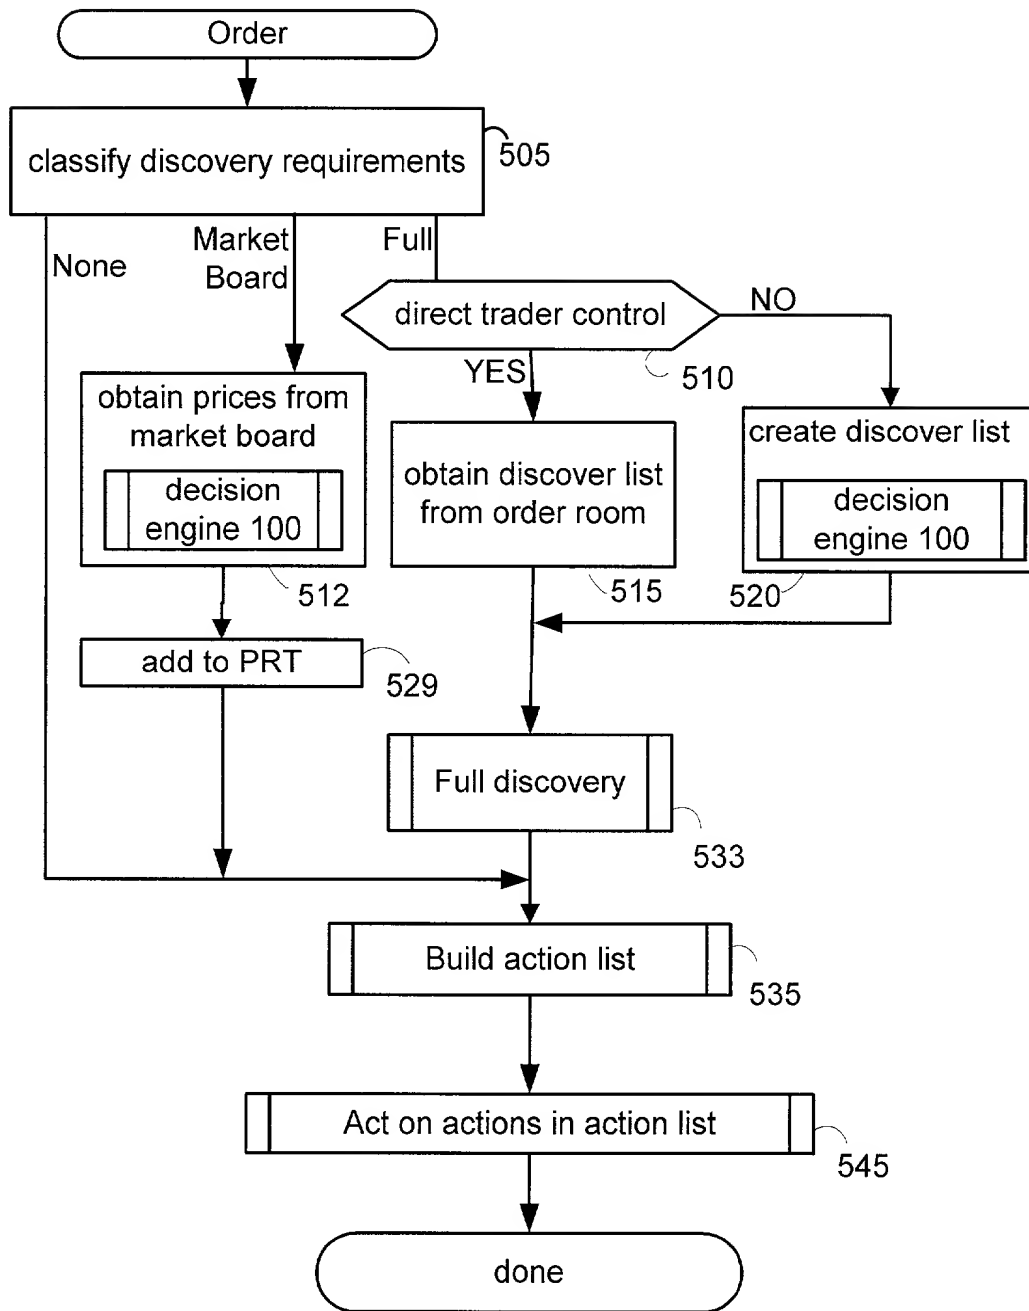 Order
classify discovery requirements
505
None
Market
Board
Full
direct trader control
NO
YES
510
obtain prices from
market board
decision
engine 100
512
obtain discover list
from order room
515
create discover list
decision
engine 100
520
add to PRT
529
Full discovery
533
Build action list
535
Act on actions in action list
545
done